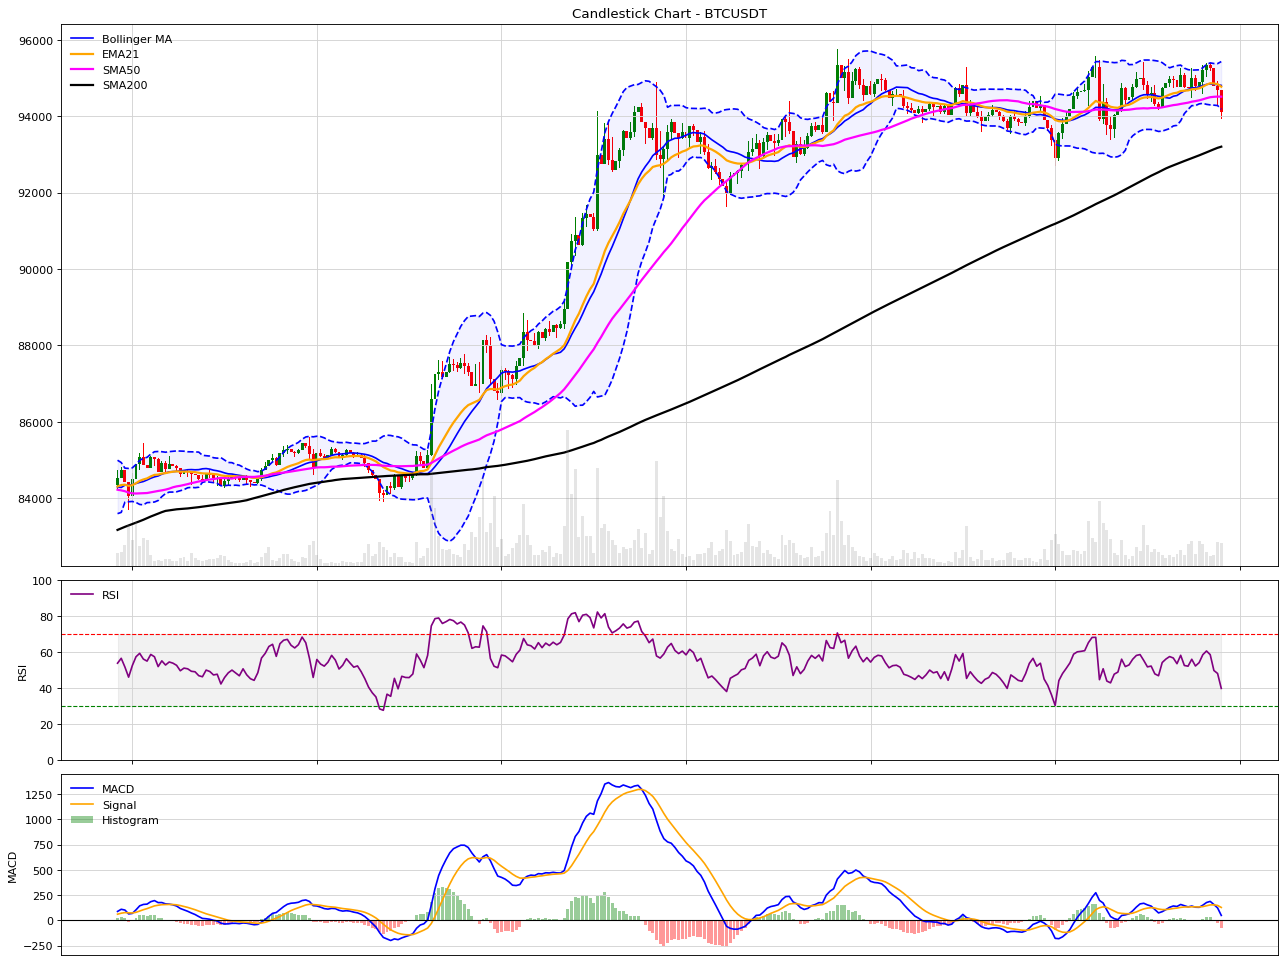 Candlestick Chart - BTCUSDT
96000
94000
92000
90000
88000
86000
84000
Bollinger MA
EMA21
SMA50
SMA200
100
80
60
40
20
0
RSI
RSI
1250
1000
750
500
250
0
−250
MACD
MACD
Signal
Histogram